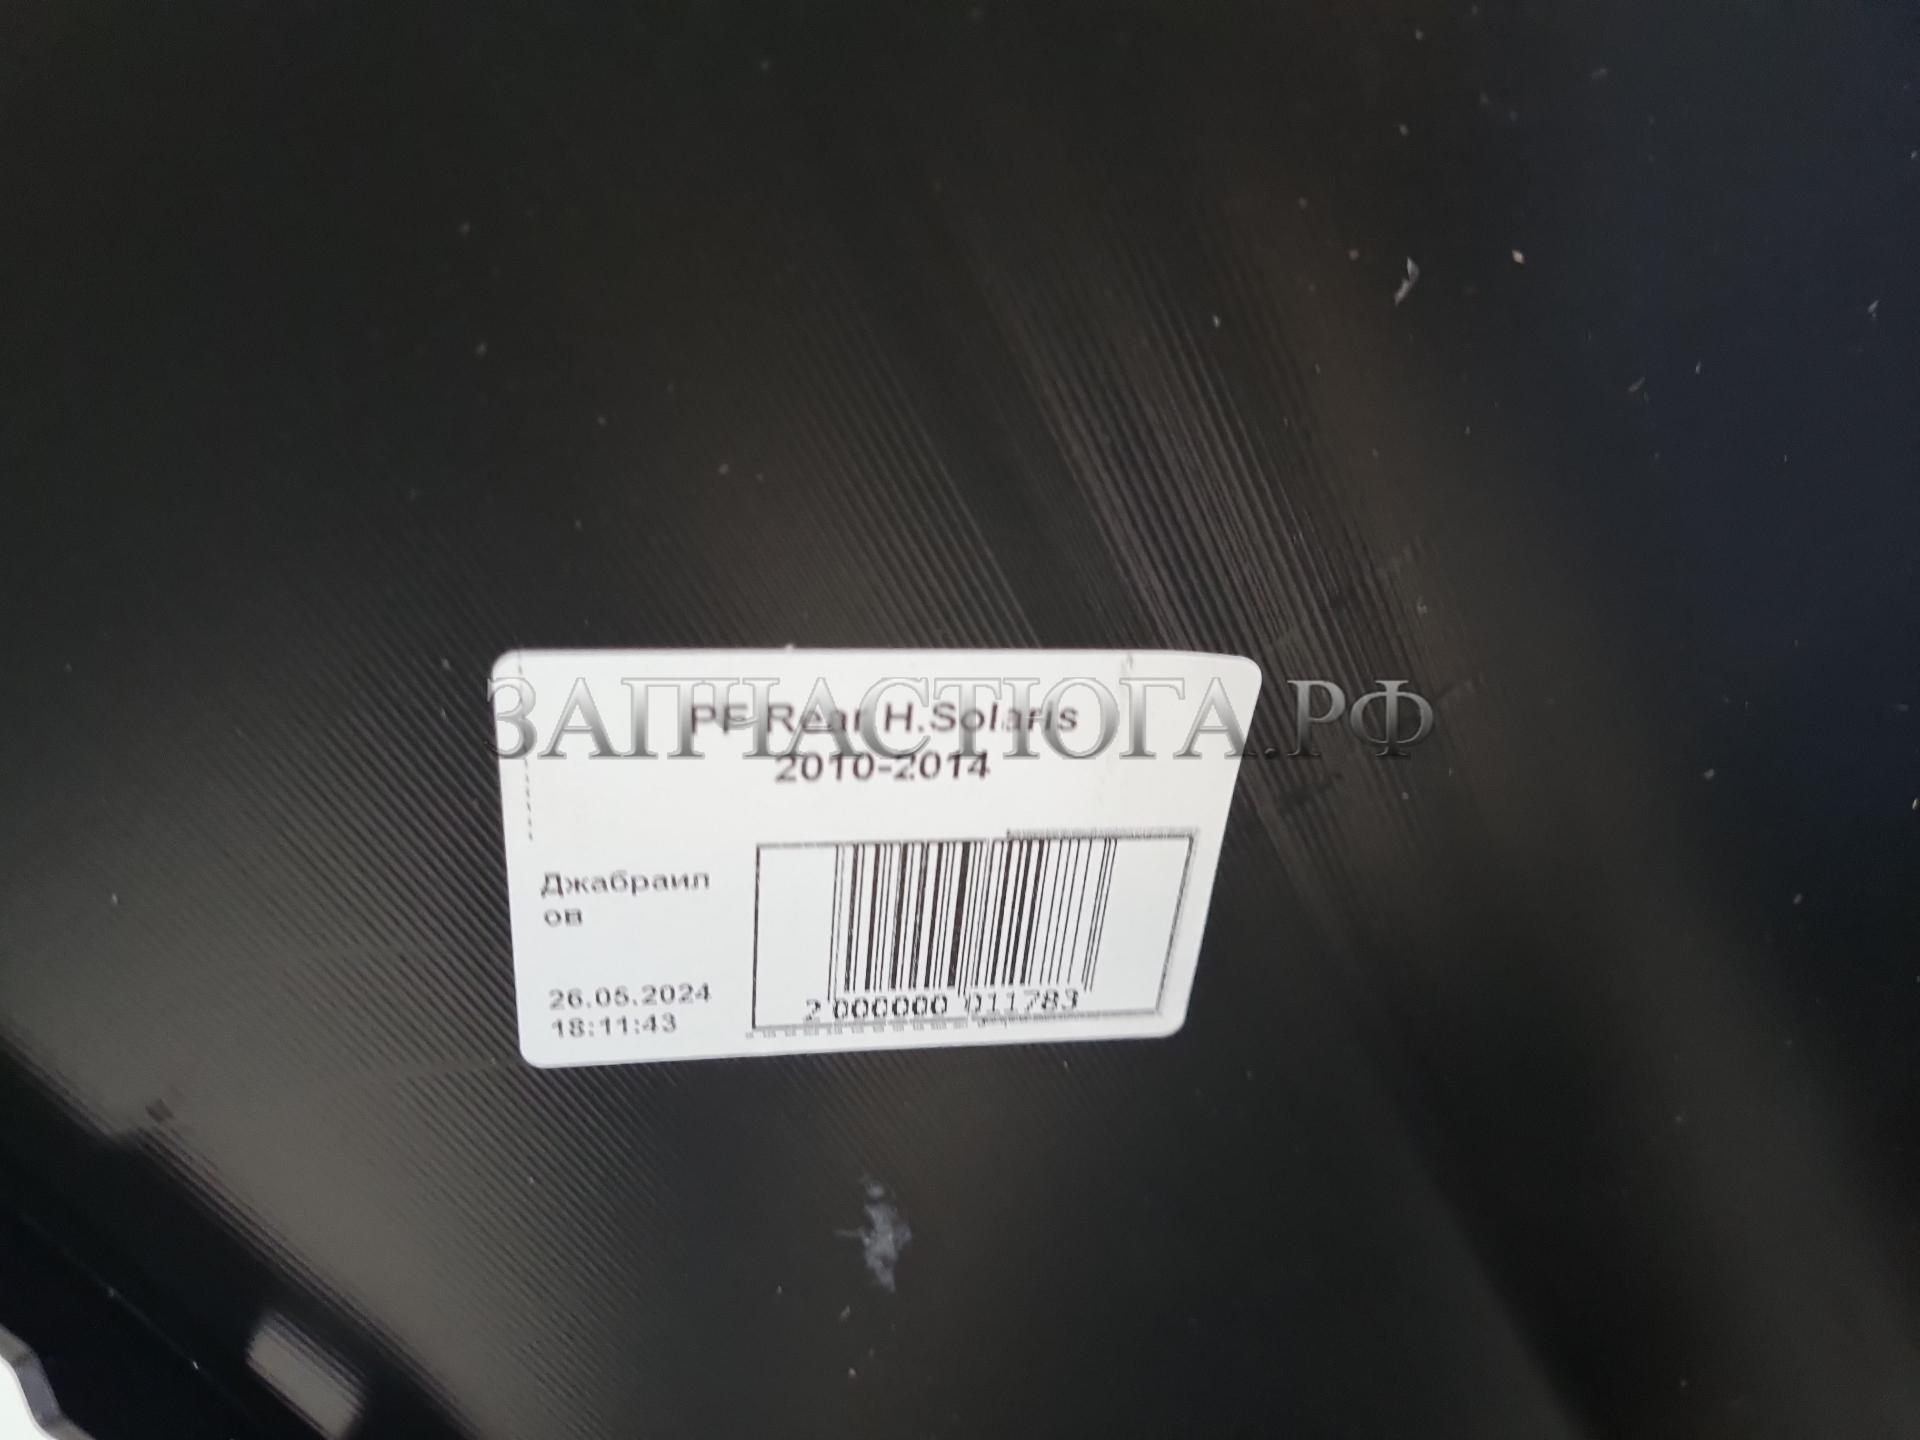 ЗАПЧАСТЮГА.РФ
PF Rear H.Solaris
2010-2014
Джабраил
ов
26.05.2024
18:11:43
2 000000 011783